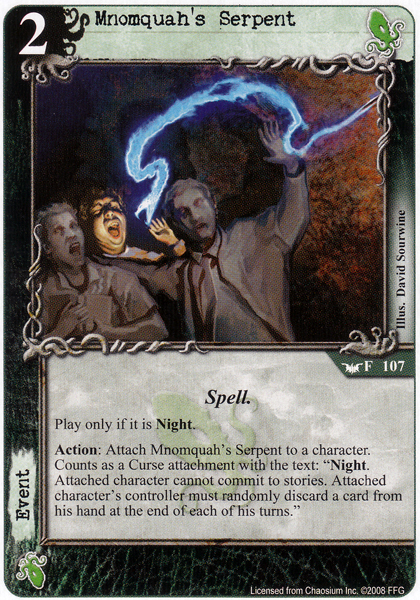 2
Mnomquah's Serpent
Illus. David Sourwine
F 107
Spell.
Play only if it is Night.
Action: Attach Mnomquah's Serpent to a character.
Counts as a Curse attachment with the text: “Night.
Attached character cannot commit to stories. Attached
character's controller must randomly discard a card from
his hand at the end of each of his turns.”
Event
Licensed from Chaosium Inc. ©2008 FFG